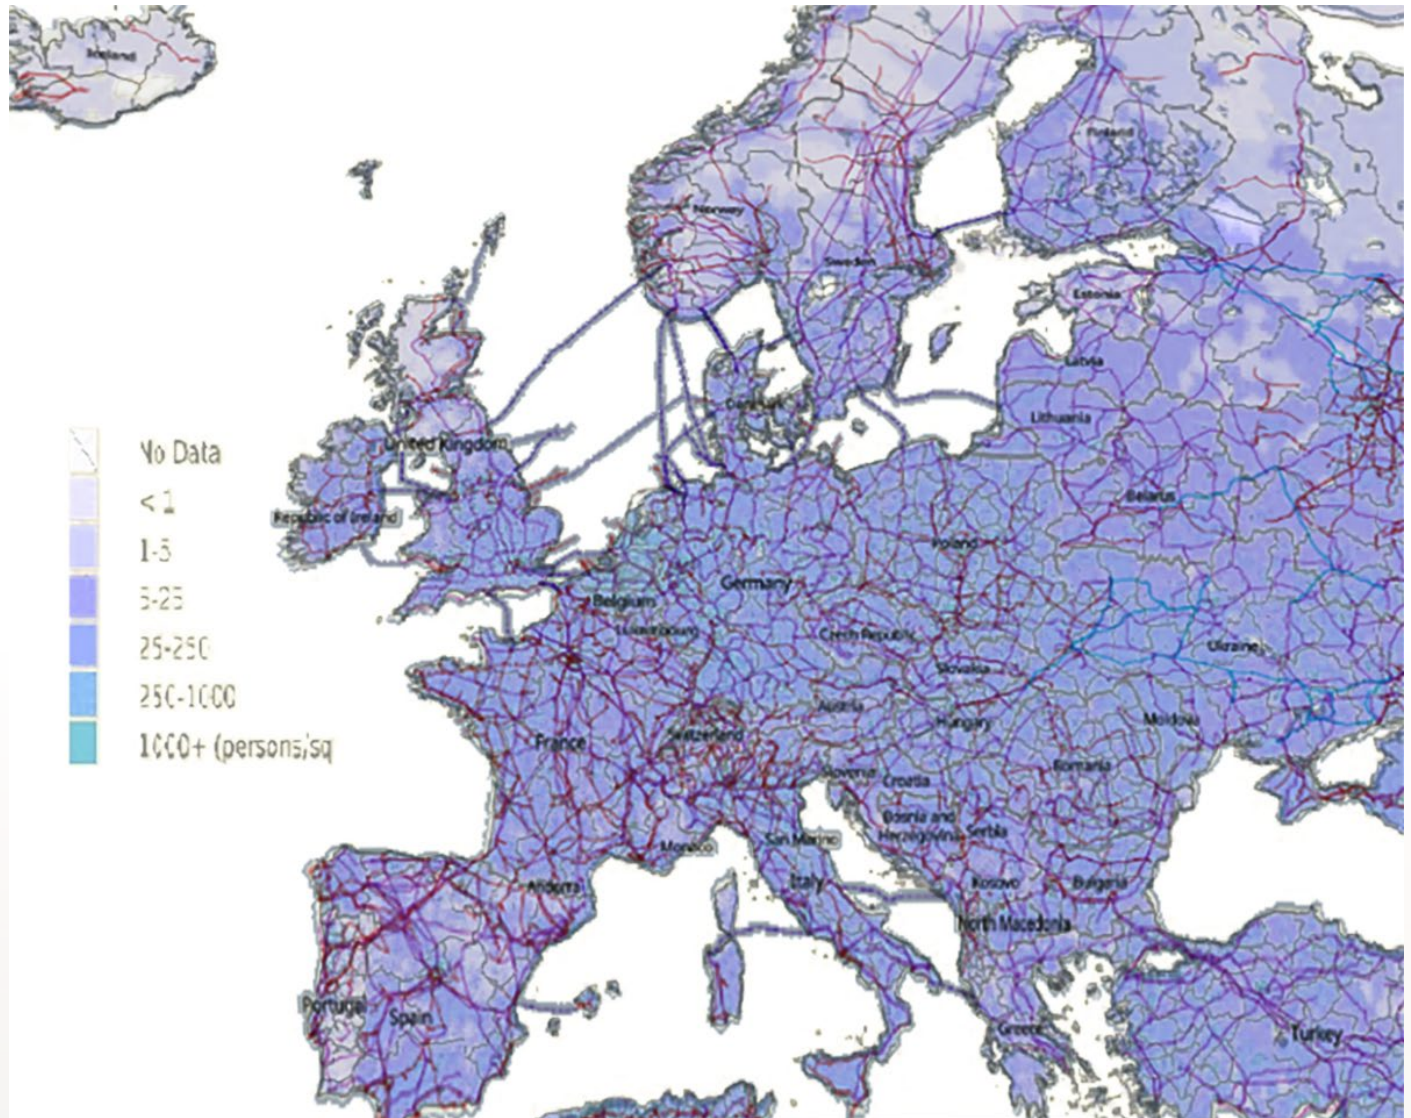 Iceland
Finland
Norway
Sweden
Estonia
Latvia
Denmark
Lithuania
United Kingdom
No Data
< 1
Belarus
Republic of Ireland
1-5
Poland
Germany
5-25
Belgium
Luxembourg
Czech Republic
25-250
Ukraine
Slovakia
250-1000
Austria
Hungary
Moldova
Switzerland
France
1000+ (persons/sq
Romania
Slovenia
Croatia
Bosnia and
Herzegovina
Serbia
San Marino
Monaco
Italy
Kosovo
Bulgaria
Andorra
North Macedonia
Portugal
Spain
Greece
Turkey